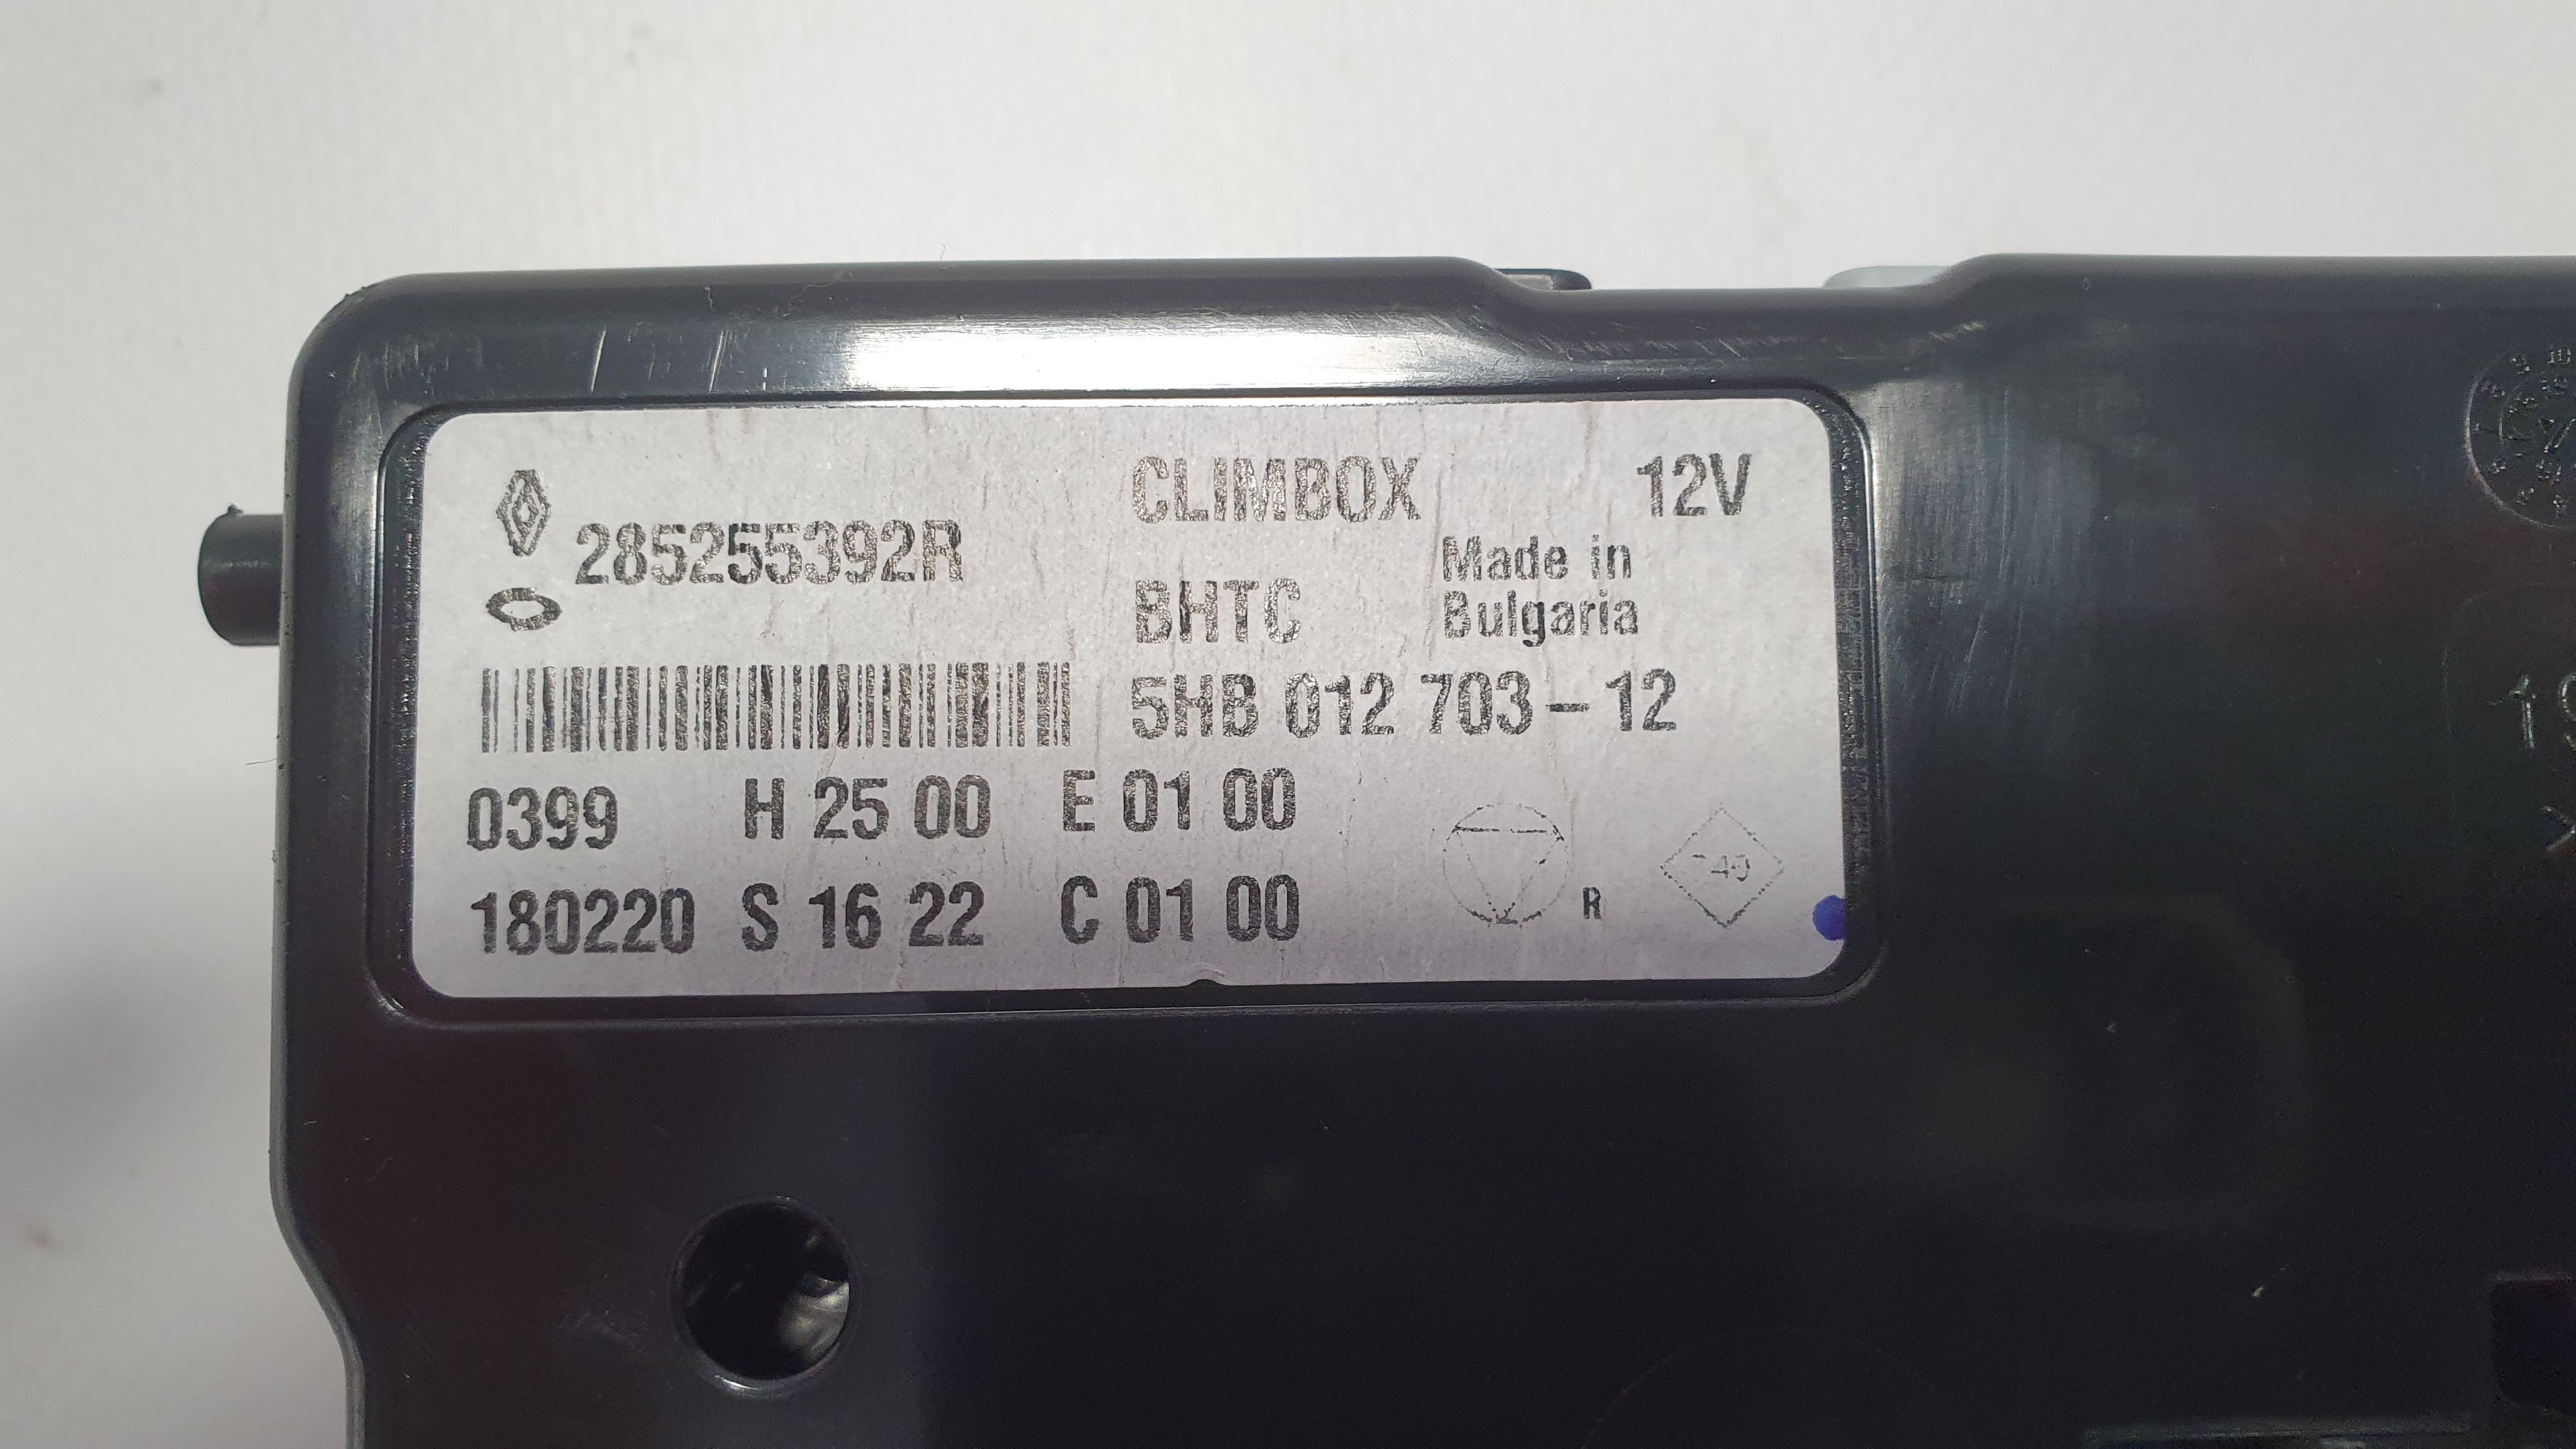 CLIMBOX 12V
285255392R
Made in
Bulgaria
BHTC
5HB 012 703-12
0399 H 25 00 E 01 00
180220 S 16 22 C 01 00
R